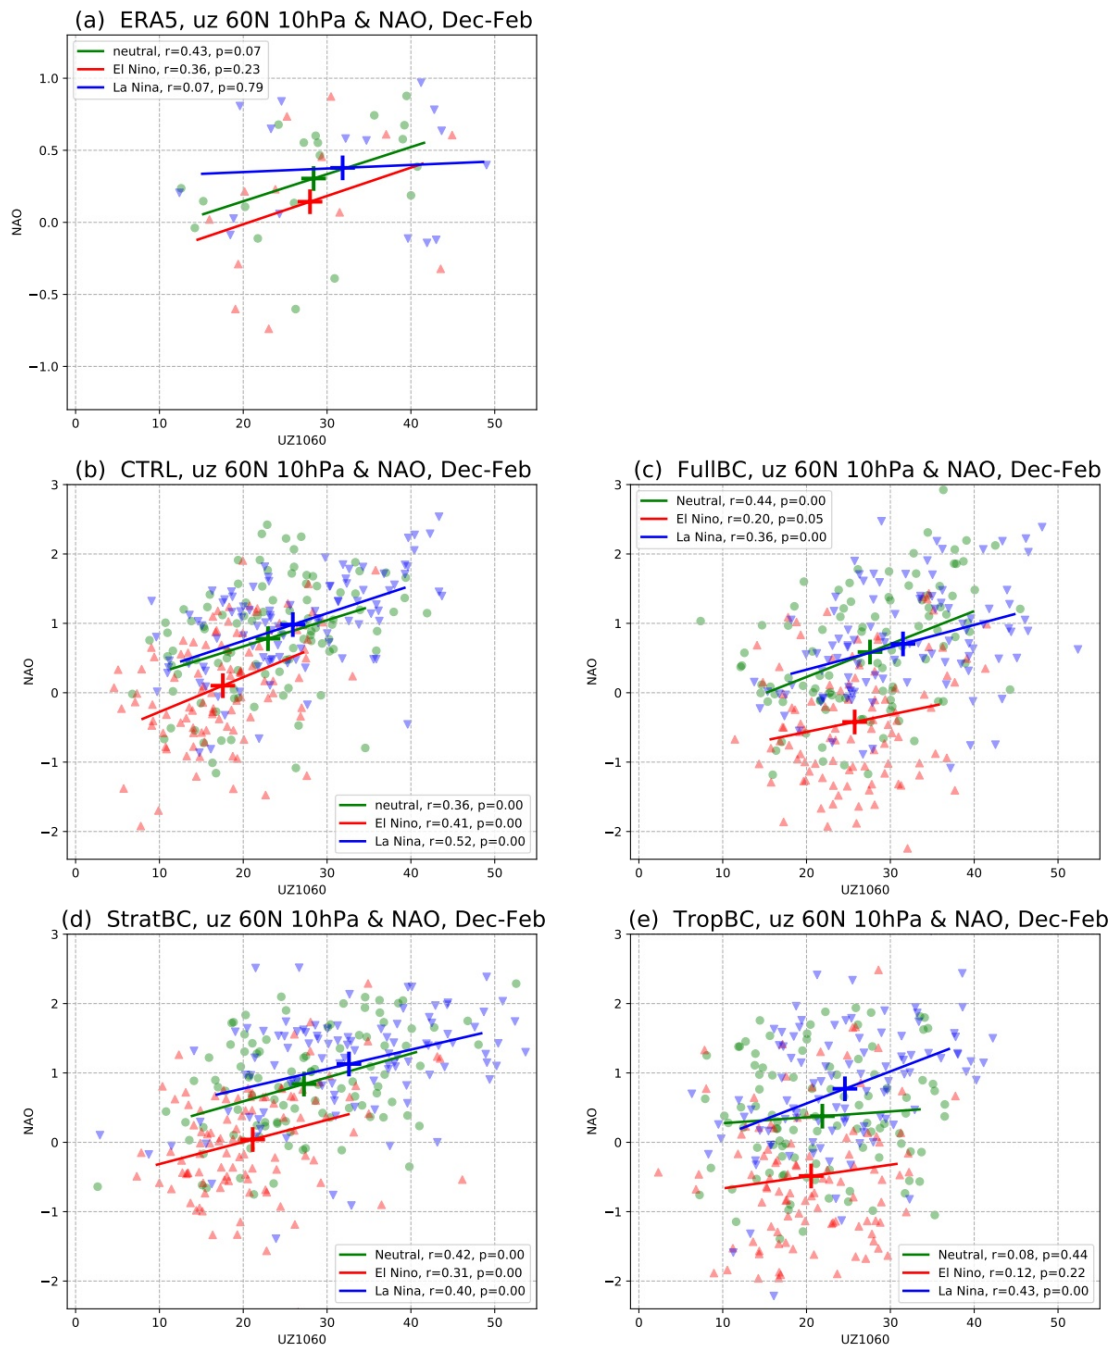 (a) ERA5, uz 60N 10hPa & NAO, Dec-Feb
neutral, r=0.43, p=0.07
El Nino, r=0.36, p=0.23
La Nina, r=0.07, p=0.79
1.0
0.5
0.0
−0.5
−1.0
NAO
0 10 20 30 40 50
UZ1060
(b) CTRL, uz 60N 10hPa & NAO, Dec-Feb
3
2
1
0
−1
−2
NAO
neutral, r=0.36, p=0.00
El Nino, r=0.41, p=0.00
La Nina, r=0.52, p=0.00
0 10 20 30 40 50
UZ1060
(c) FullBC, uz 60N 10hPa & NAO, Dec-Feb
Neutral, r=0.44, p=0.00
El Nino, r=0.20, p=0.05
La Nina, r=0.36, p=0.00
3
2
1
0
−1
−2
NAO
0 10 20 30 40 50
UZ1060
(d) StratBC, uz 60N 10hPa & NAO, Dec-Feb
3
2
1
0
−1
−2
NAO
Neutral, r=0.42, p=0.00
El Nino, r=0.31, p=0.00
La Nina, r=0.40, p=0.00
0 10 20 30 40 50
UZ1060
(e) TropBC, uz 60N 10hPa & NAO, Dec-Feb
3
2
1
0
−1
−2
NAO
Neutral, r=0.08, p=0.44
El Nino, r=0.12, p=0.22
La Nina, r=0.43, p=0.00
0 10 20 30 40 50
UZ1060